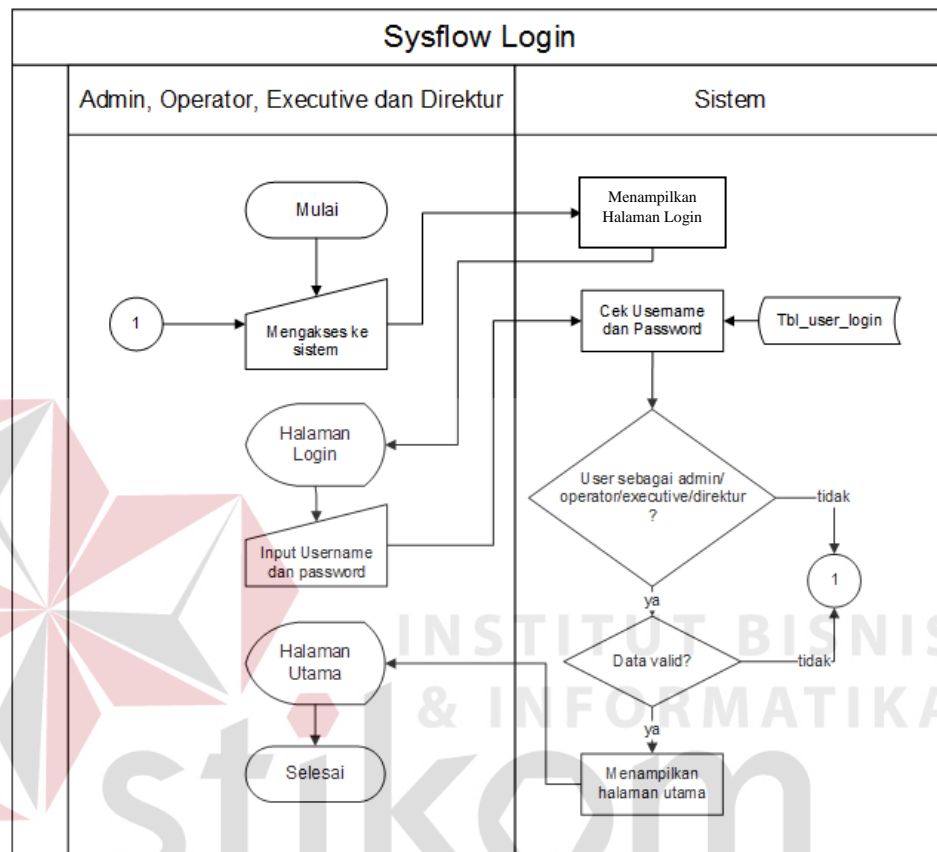 Sysflow Login
Admin, Operator, Executive dan Direktur
Sistem
Mulai
Menampilkan
Halaman Login
1
Mengakses ke
sistem
Cek Username
dan Password
Tbl_user_login
Halaman
Login
User sebagai admin/
operator/executive/direktur
?
tidak
Input Username
dan password
1
ya
Halaman
Utama
Data valid?
tidak
ya
Selesai
Menampilkan
halaman utama
INSTITUT BISNIS
& INFORMATIKA
stikom